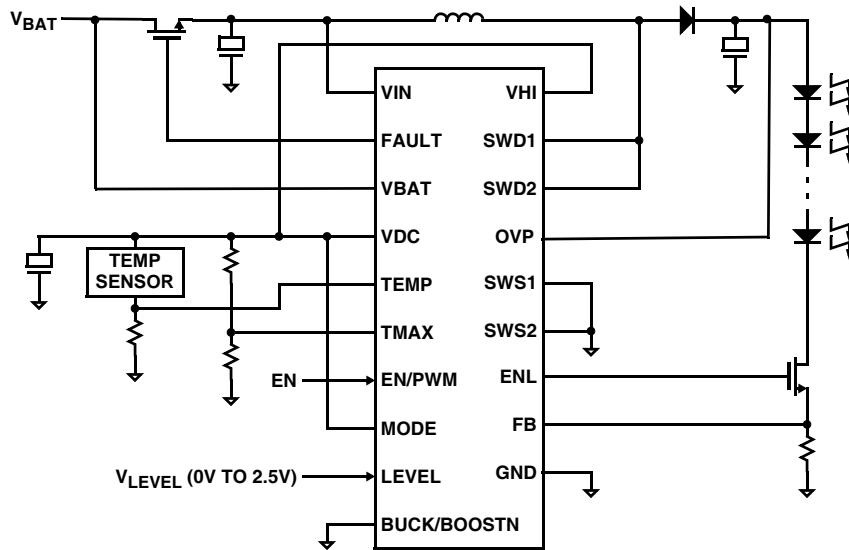 VBAT
VIN
VHI
FAULT
SWD1
VBAT
SWD2
VDC
OVP
TEMP
SENSOR
TEMP
SWS1
TMAX
SWS2
EN
EN/PWM
ENL
MODE
FB
VLEVEL (0V TO 2.5V)
LEVEL
GND
BUCK/BOOSTN